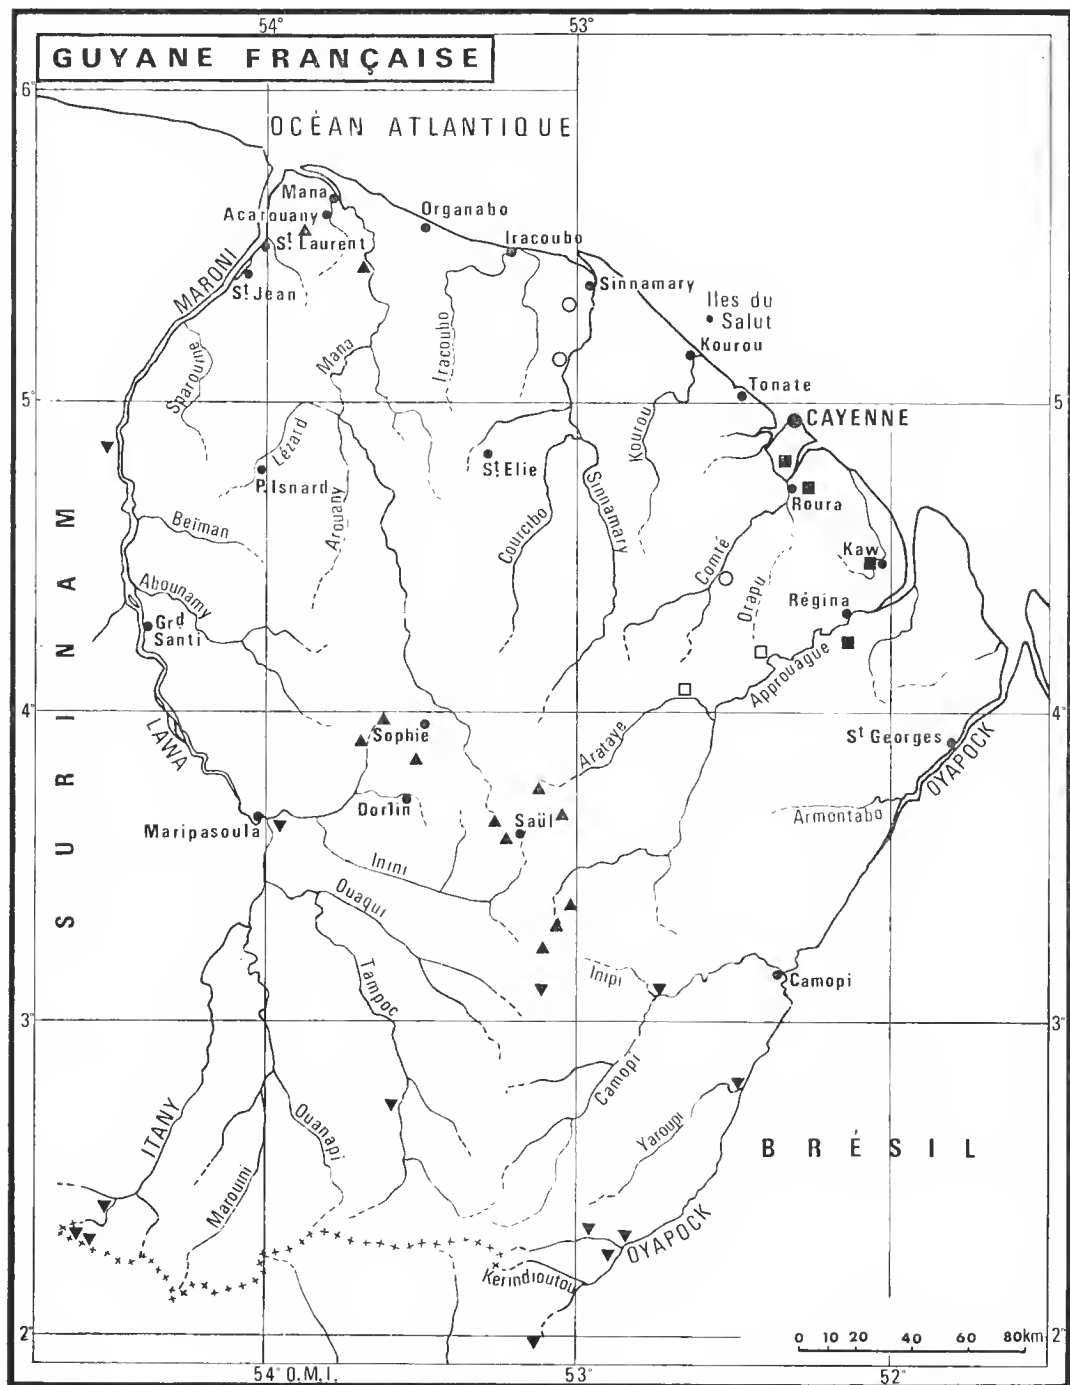 54° 53°
GUYANE FRANÇAISE
6°
OCÉAN ATLANTIQUE
Mana
Acarouany
Organabo
St Laurent
Iracoubo
MARONI
St Jean
Sinnamary
Iles du
Salut
Kourou
Sparouine
Mana
Iracoubo
Tonate
5° 5°
CAYENNE
Lézard
P. Isnard
St Elie
Kourou
Roura
Beïman
Arouany
Courcibo
Sinnamary
Comté
Kaw
Abounamy
Orapu
Régina
Grd
Santi
Approuague
SURINAM
4° 4°
LAWA
Sophie
Arataye
St Georges
OYAPOCK
Dorlin
Maripasoula
Saül
Armontabo
Inini
Ouaqui
Tampoc
Inipi
Camopi
3° 3°
Camopi
ITANY
Ouanapi
Yaroupi
BRÉSIL
Marouini
OYAPOCK
Kerindioutou
2° 2°
0 10 20 40 60 80km
54° O.M.I. 53° 52°